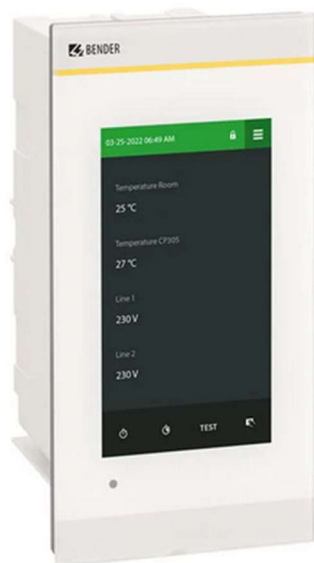 BENDER
03-25-2022 06:49 AM
Temperature Room
25 °C
Temperature CP305
27 °C
Line 1
230 V
Line 2
230 V
TEST